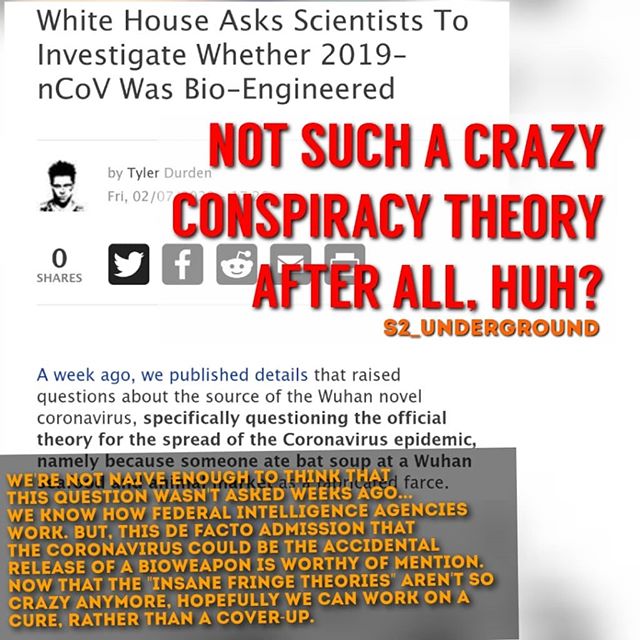 White House Asks Scientists To
Investigate Whether 2019-
nCoV Was Bio-Engineered
NOT SUCH A CRAZY
CONSPIRACY THEORY
AFTER ALL, HUH?
S2_UNDERGROUND
by Tyler Durden
Fri, 02/07
0
SHARES
A week ago, we published details that raised
questions about the source of the Wuhan novel
coronavirus, specifically questioning the official
theory for the spread of the Coronavirus epidemic,
namely because someone ate bat soup at a Wuhan
farce.
WE'RE NOT NAIVE ENOUGH TO THINK THAT
THIS QUESTION WASN'T ASKED WEEKS AGO...
WE KNOW HOW FEDERAL INTELLIGENCE AGENCIES
WORK. BUT, THIS DE FACTO ADMISSION THAT
THE CORONAVIRUS COULD BE THE ACCIDENTAL
RELEASE OF A BIOWEAPON IS WORTHY OF MENTION.
NOW THAT THE "INSANE FRINGE THEORIES" AREN'T SO
CRAZY ANYMORE, HOPEFULLY WE CAN WORK ON A
CURE, RATHER THAN A COVER-UP.